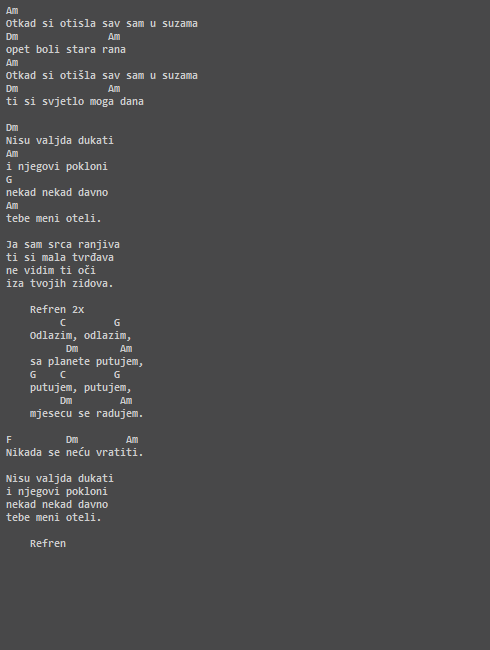 Am
Otkad si otisla sav sam u suzama
Dm               Am
opet boli stara rana
Am
Otkad si otišla sav sam u suzama
Dm               Am
ti si svjetlo moga dana

Dm
Nisu valjda dukati
Am
i njegovi pokloni
G
nekad nekad davno
Am
tebe meni oteli.

Ja sam srca ranjiva
ti si mala tvrđava
ne vidim ti oči
iza tvojih zidova.

    Refren 2x
         C        G
    Odlazim, odlazim,
          Dm       Am
    sa planete putujem,
    G    C        G
    putujem, putujem,
         Dm        Am
    mjesecu se radujem.

F         Dm        Am
Nikada se neću vratiti.

Nisu valjda dukati
i njegovi pokloni
nekad nekad davno
tebe meni oteli.

    Refren